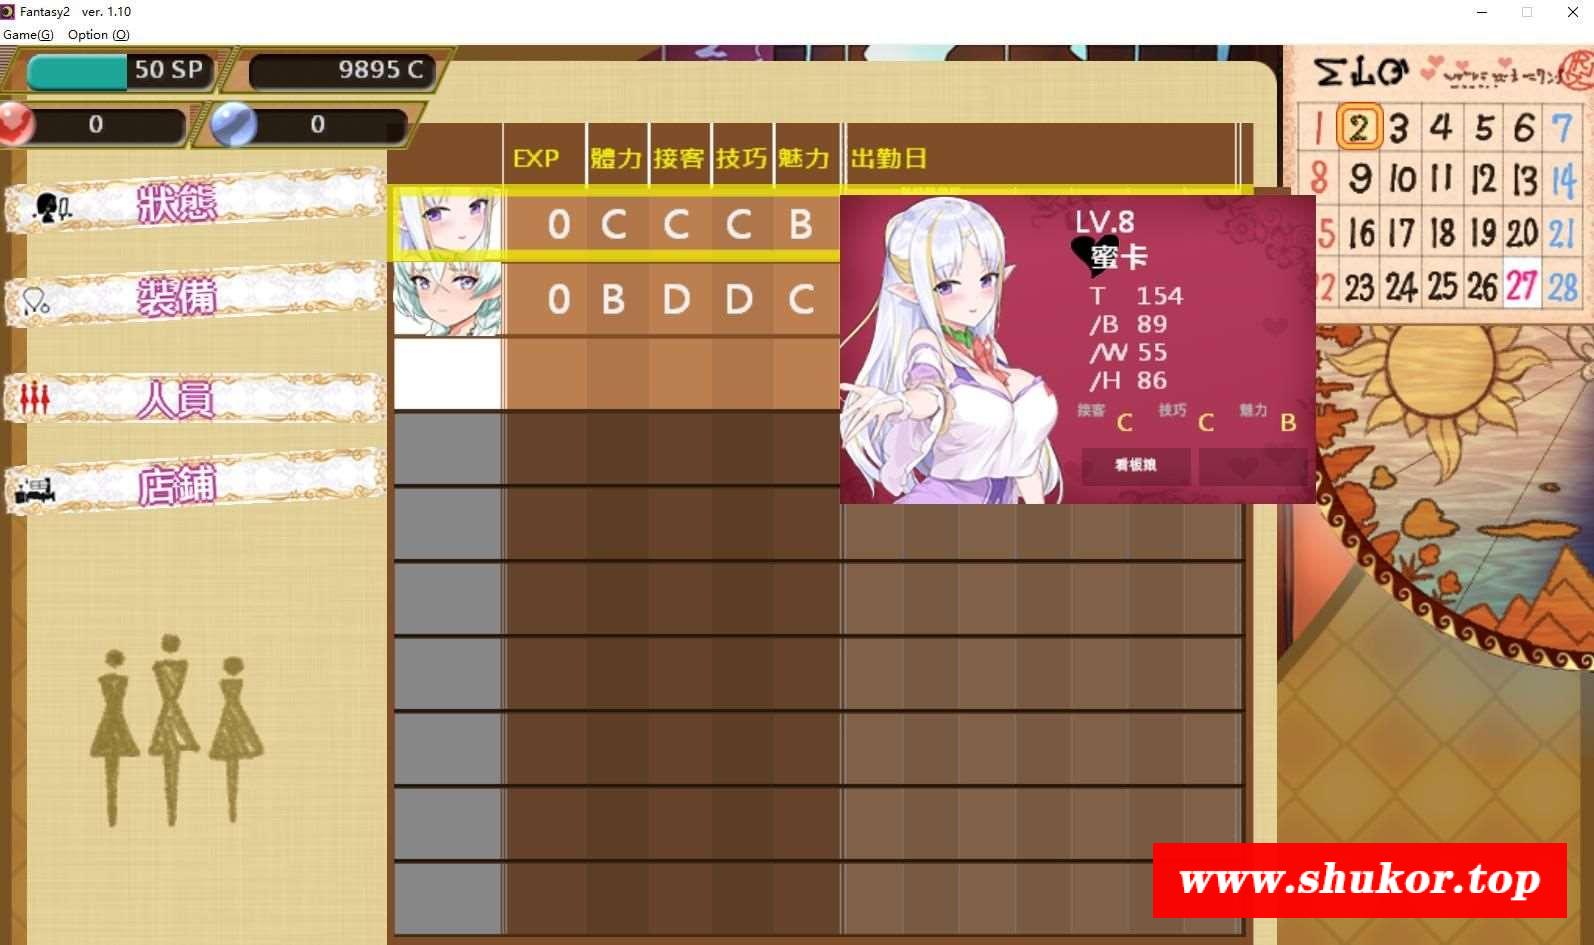 Fantasy2 ver. 1.10
Game(G) Option (O)
50 SP
9895 C
0
0
狀態
裝備
人員
店鋪
EXP 體力 接客 技巧 魅力 出勤日
0 C C C B
0 B D D C
LV.8
蜜卡
T 154
/B 89
/W 55
/H 86
接客 C 技巧 C 魅力 B
看板娘
1 2 3 4 5 6 7
8 9 10 11 12 13 14
5 16 17 18 19 20 21
22 23 24 25 26 27 28
www.shukor.top